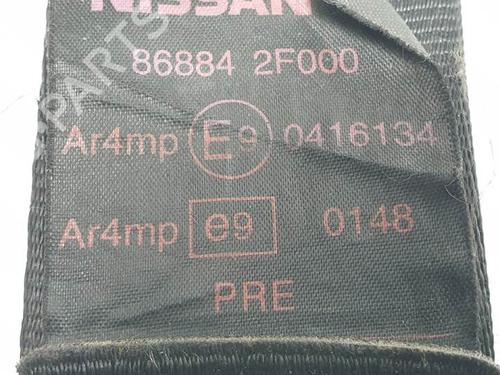 NISSAN
86884 2F000
Ar4mp E9 0416134
Ar4mp e9 0148
PRE